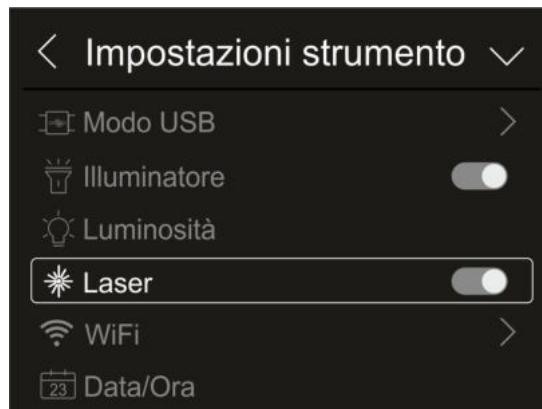 Impostazioni strumento
Modo USB
Illuminatore
Luminosità
Laser
WiFi
23 Data/Ora